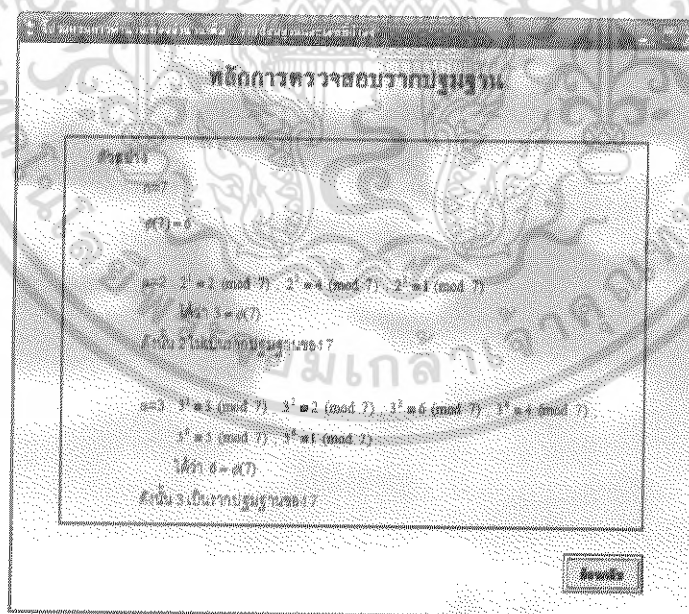 หลักการตรวจสอบรากปฐมฐาน
ตัวอย่าง
n=7
ø(7) = 6
a=2 2¹ ≡ 2 (mod 7) 2² ≡ 4 (mod 7) 2³ ≡ 1 (mod 7)
ได้ว่า 3 ≠ ø(7)
ดังนั้น 2 ไม่เป็นรากปฐมฐานของ 7
a=3 3¹ ≡ 3 (mod 7) 3² ≡ 2 (mod 7) 3³ ≡ 6 (mod 7) 3⁴ ≡ 4 (mod 7)
3⁵ ≡ 5 (mod 7) 3⁶ ≡ 1 (mod 7)
ได้ว่า 6 = ø(7)
ดังนั้น 3 เป็นรากปฐมฐานของ 7
ย้อนกลับ